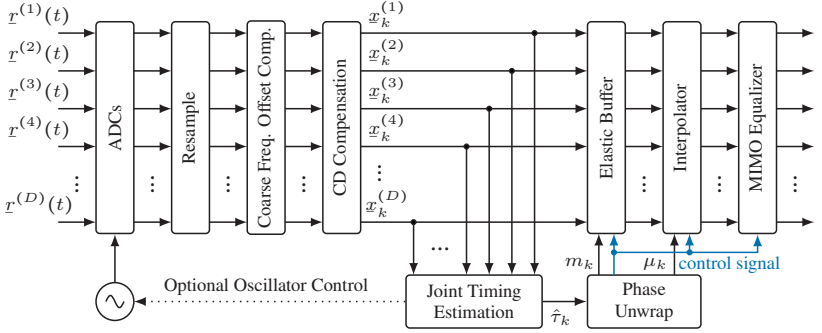 r⁽¹⁾(t)
r⁽²⁾(t)
r⁽³⁾(t)
r⁽⁴⁾(t)
⋮
r⁽ᴰ⁾(t)
ADCs
⋮
Resample
⋮
Coarse Freq. Offset Comp.
⋮
CD Compensation
x_k⁽¹⁾
x_k⁽²⁾
x_k⁽³⁾
x_k⁽⁴⁾
⋮
x_k⁽ᴰ⁾
...
Elastic Buffer
⋮
Interpolator
⋮
MIMO Equalizer
⋮
m_k
μ_k
control signal
Optional Oscillator Control
Joint Timing
Estimation
τ̂_k
Phase
Unwrap